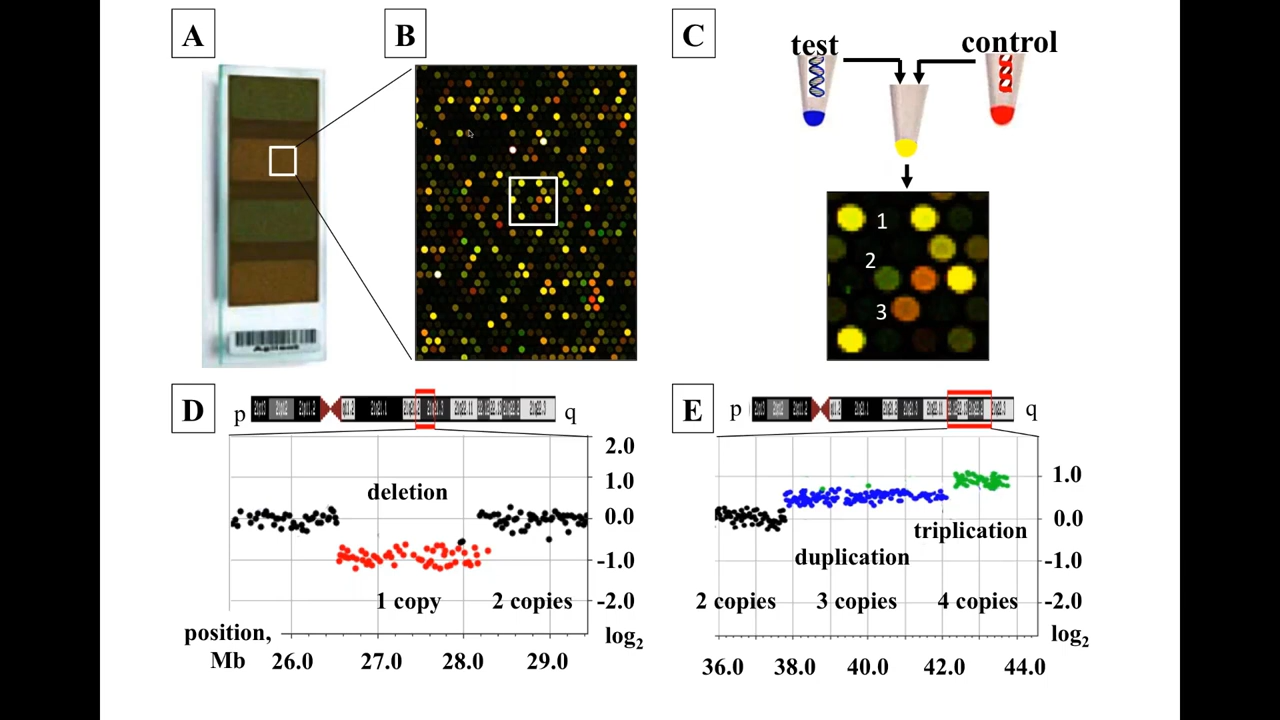 A
B
C
test
control
Agilent
1
2
3
D
p
q
2.0
1.0
0.0
-1.0
-2.0
log2
deletion
1 copy
2 copies
position,
Mb
26.0 27.0 28.0 29.0
E
p
q
1.0
0.0
-1.0
-2.0
log2
triplication
duplication
2 copies 3 copies 4 copies
36.0 38.0 40.0 42.0 44.0